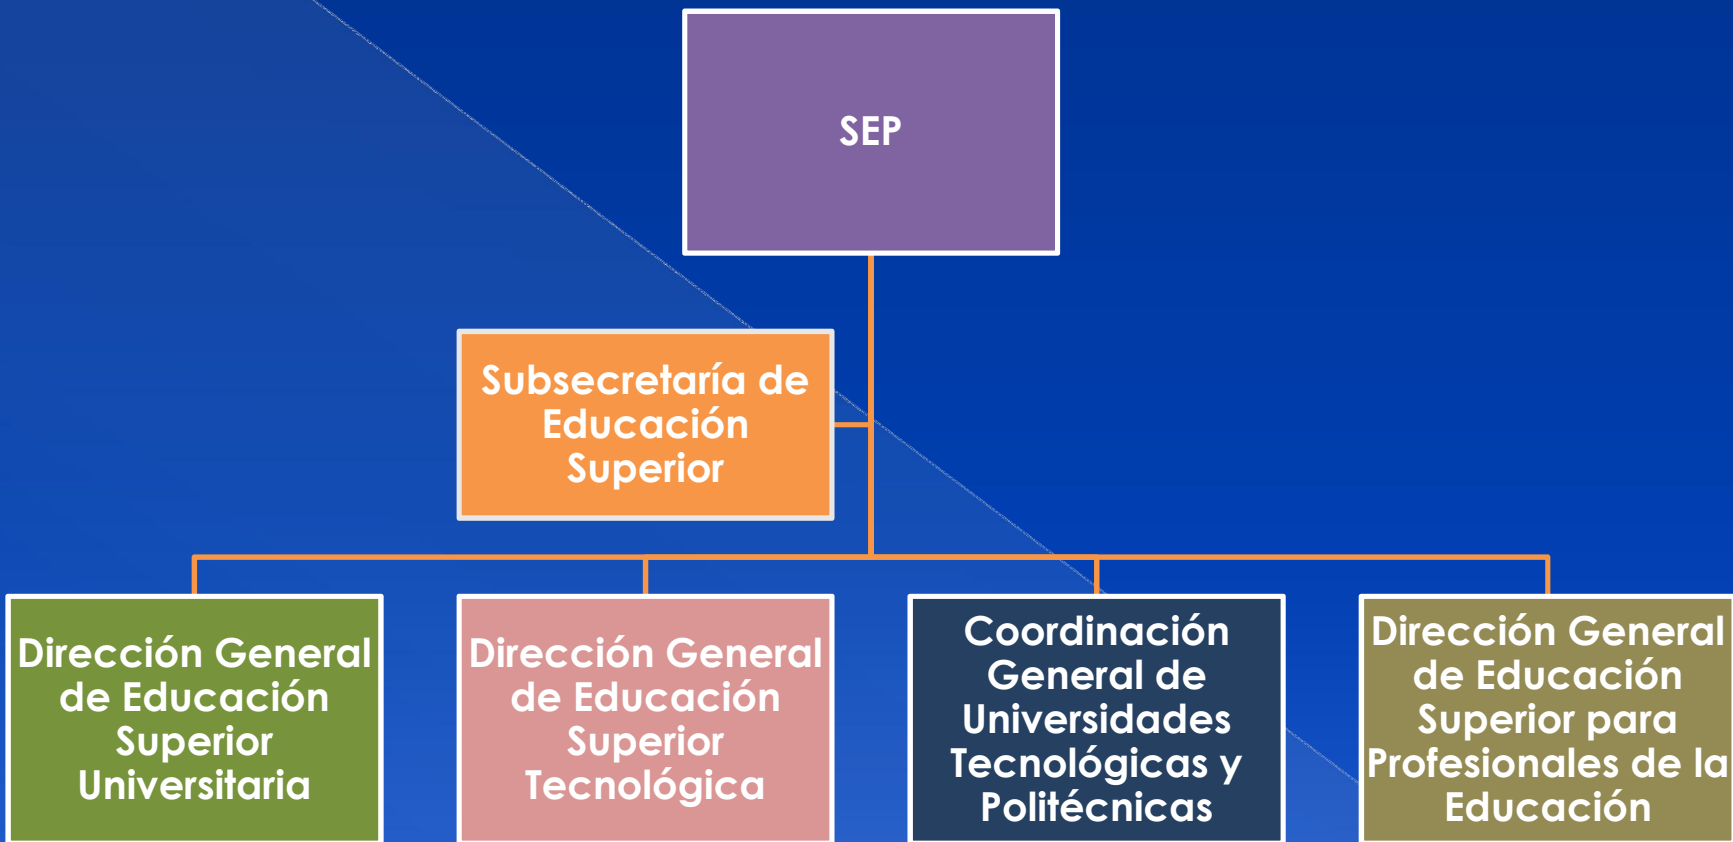 SEP
Subsecretaría de
Educación
Superior
Dirección General
de Educación
Superior
Universitaria
Dirección General
de Educación
Superior
Tecnológica
Coordinación
General de
Universidades
Tecnológicas y
Politécnicas
Dirección General
de Educación
Superior para
Profesionales de la
Educación